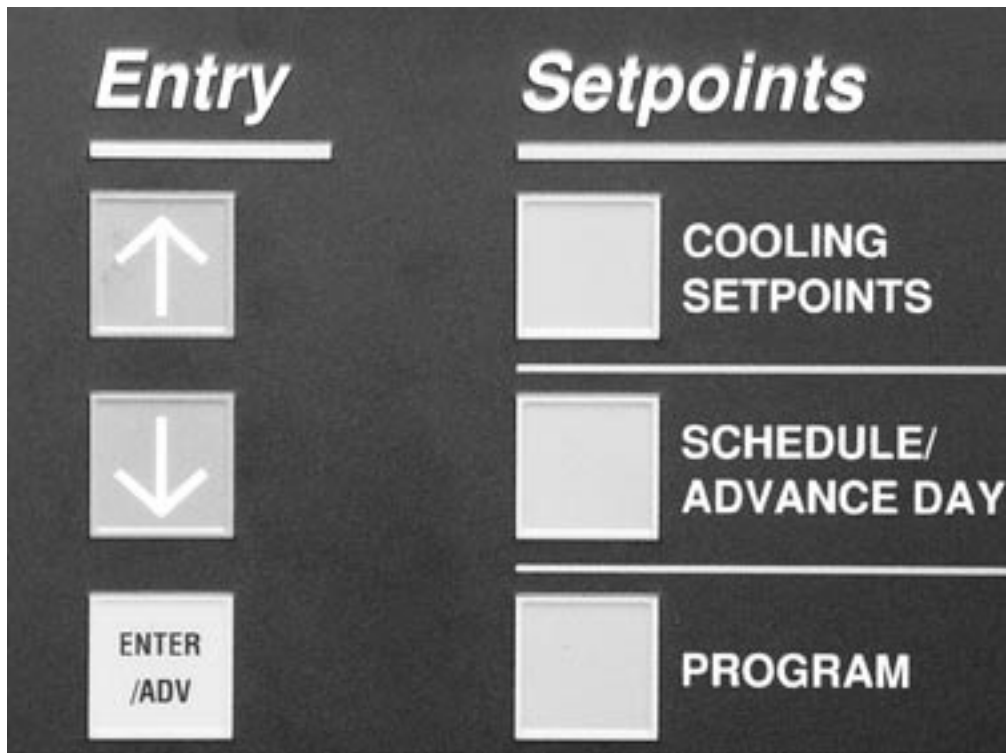 Entry
ENTER
/ADV
Setpoints
COOLING
SETPOINTS
SCHEDULE/
ADVANCE DAY
PROGRAM